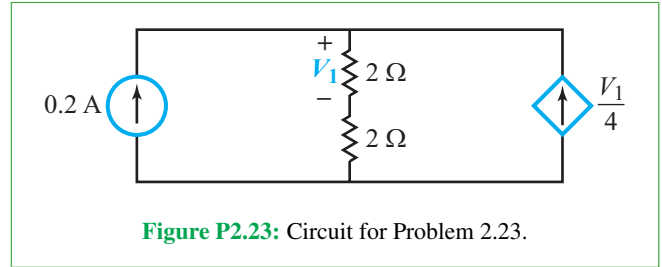 +
V₁
2 Ω
−
0.2 A
2 Ω
V₁
4
Figure P2.23: Circuit for Problem 2.23.